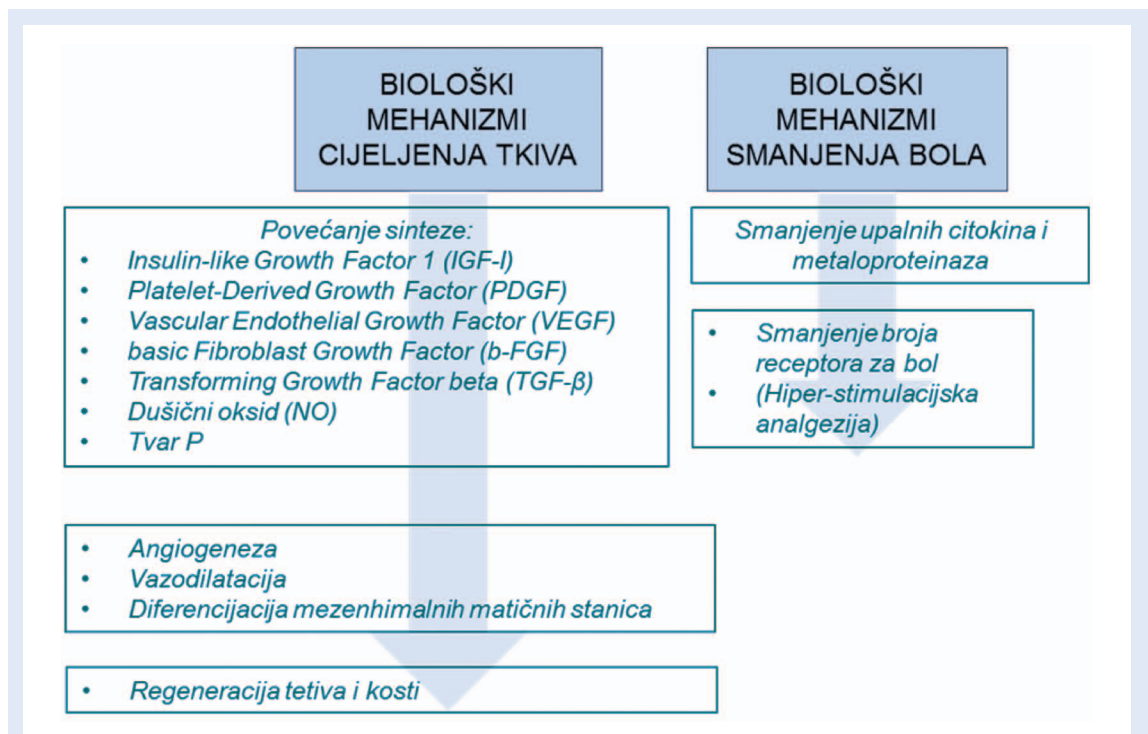 BIOLOŠKI
MEHANIZMI
CIJELJENJA TKIVA
Povećanje sinteze:
• Insulin-like Growth Factor 1 (IGF-I)
• Platelet-Derived Growth Factor (PDGF)
• Vascular Endothelial Growth Factor (VEGF)
• basic Fibroblast Growth Factor (b-FGF)
• Transforming Growth Factor beta (TGF-β)
• Dušični oksid (NO)
• Tvar P
• Angiogeneza
• Vazodilatacija
• Diferencijacija mezenhimalnih matičnih stanica
• Regeneracija tetiva i kosti
BIOLOŠKI
MEHANIZMI
SMANJENJA BOLA
Smanjenje upalnih citokina i
metaloproteinaza
• Smanjenje broja
receptora za bol
• (Hiper-stimulacijska
analgezija)